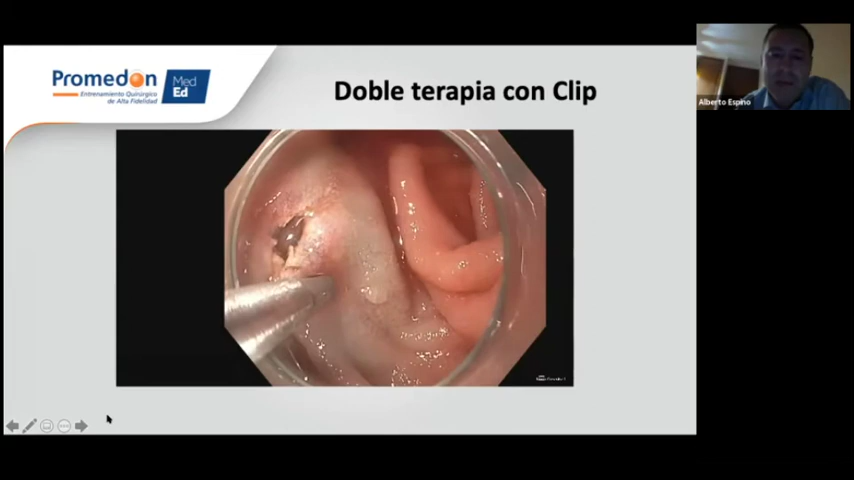 Promedon
Entrenamiento Quirúrgico
de Alta Fidelidad
Med
Ed
Doble terapia con Clip
Alberto Espino